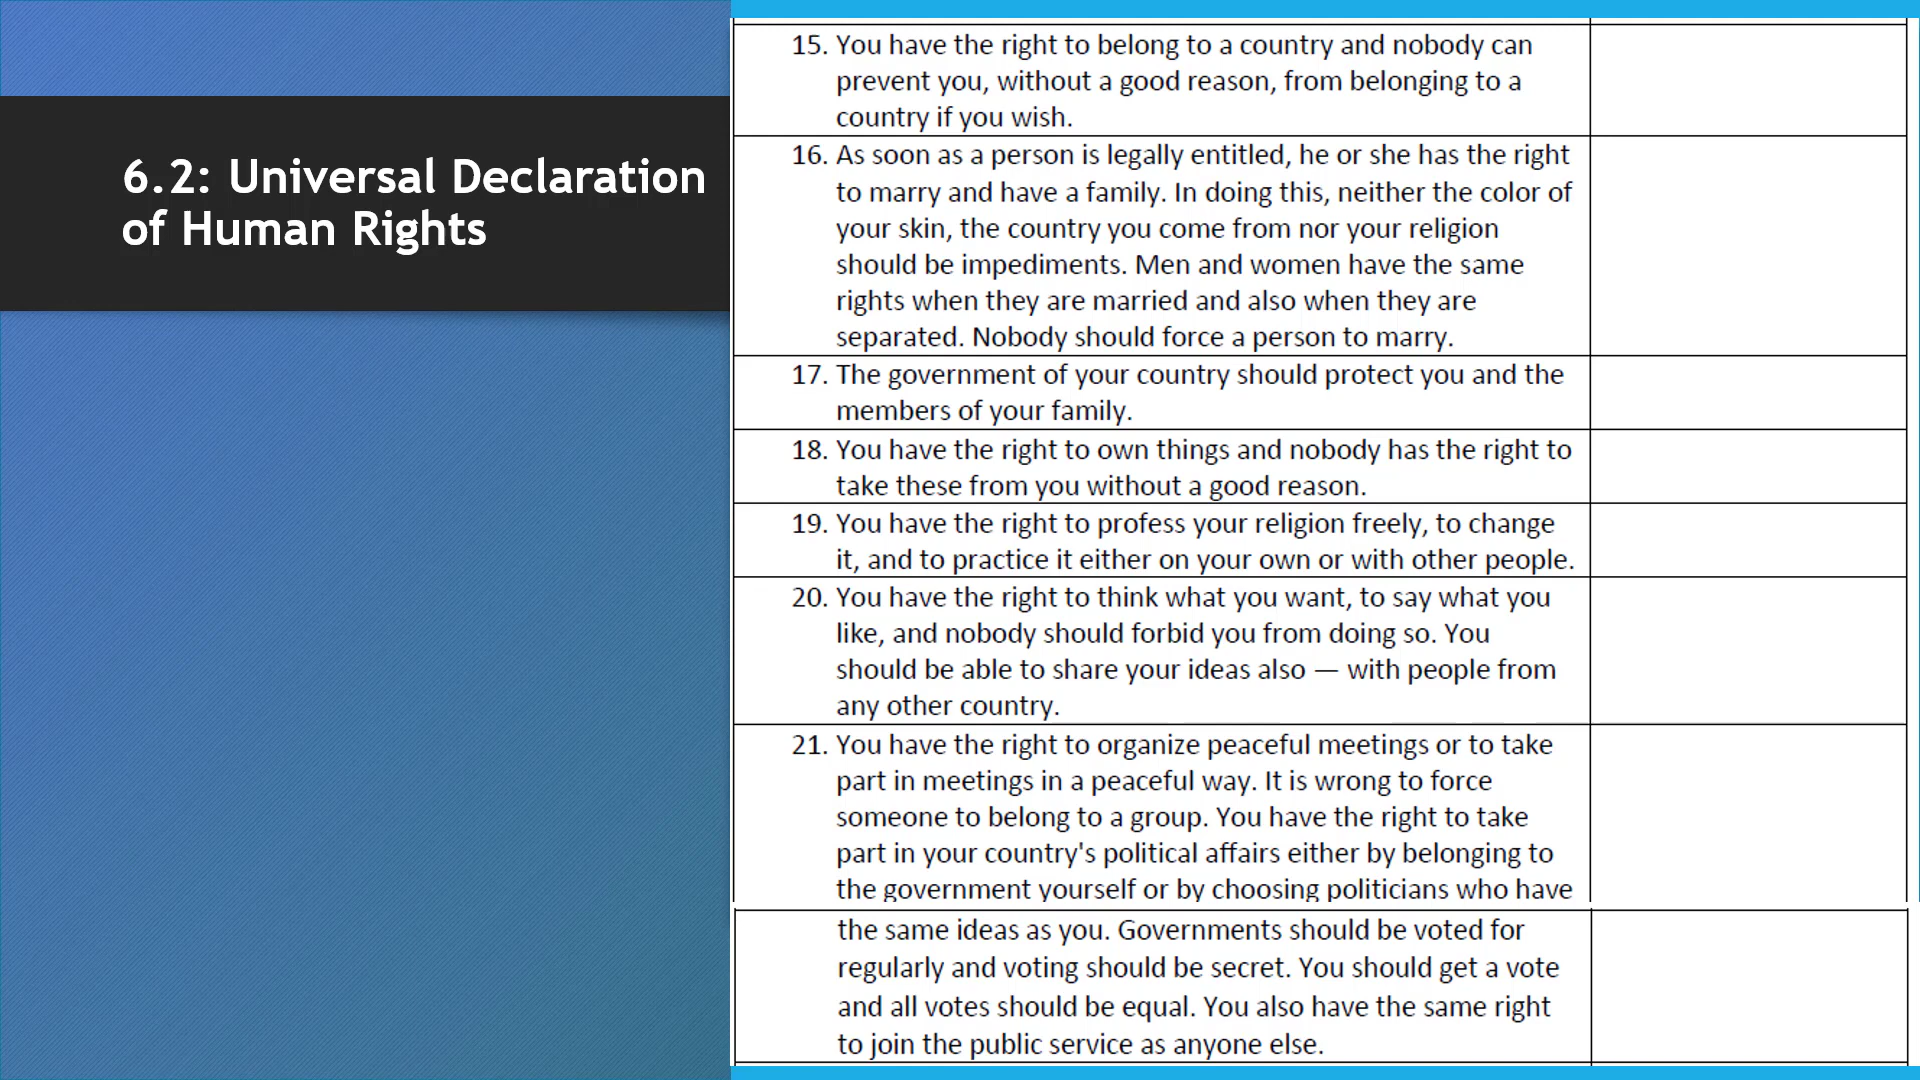 6.2: Universal Declaration
of Human Rights
15. You have the right to belong to a country and nobody can
prevent you, without a good reason, from belonging to a
country if you wish.
16. As soon as a person is legally entitled, he or she has the right
to marry and have a family. In doing this, neither the color of
your skin, the country you come from nor your religion
should be impediments. Men and women have the same
rights when they are married and also when they are
separated. Nobody should force a person to marry.
17. The government of your country should protect you and the
members of your family.
18. You have the right to own things and nobody has the right to
take these from you without a good reason.
19. You have the right to profess your religion freely, to change
it, and to practice it either on your own or with other people.
20. You have the right to think what you want, to say what you
like, and nobody should forbid you from doing so. You
should be able to share your ideas also — with people from
any other country.
21. You have the right to organize peaceful meetings or to take
part in meetings in a peaceful way. It is wrong to force
someone to belong to a group. You have the right to take
part in your country's political affairs either by belonging to
the government yourself or by choosing politicians who have
the same ideas as you. Governments should be voted for
regularly and voting should be secret. You should get a vote
and all votes should be equal. You also have the same right
to join the public service as anyone else.